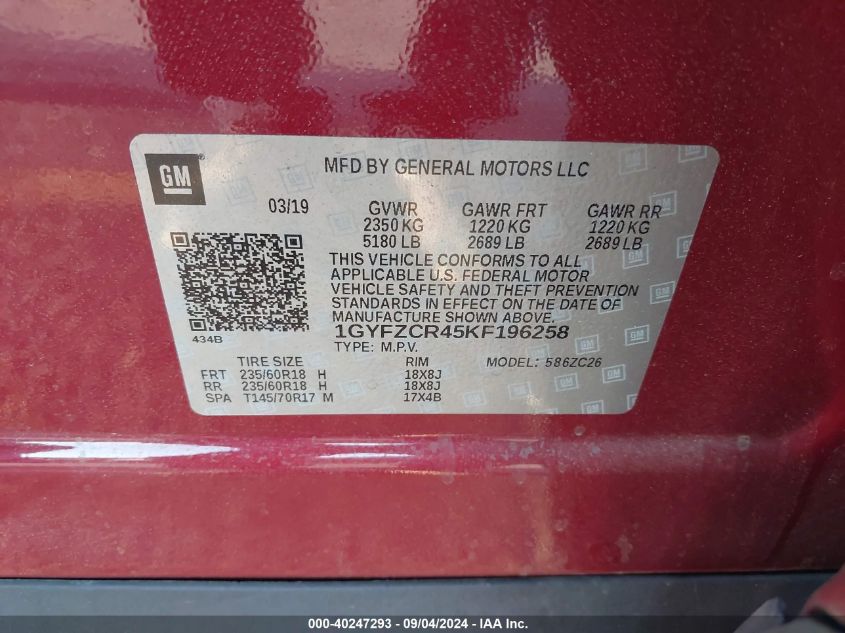 GM
MFD BY GENERAL MOTORS LLC
03/19
GVWR GAWR FRT GAWR RR
2350 KG 1220 KG 1220 KG
5180 LB 2689 LB 2689 LB
THIS VEHICLE CONFORMS TO ALL
APPLICABLE U.S. FEDERAL MOTOR
VEHICLE SAFETY AND THEFT PREVENTION
STANDARDS IN EFFECT ON THE DATE OF
MANUFACTURE SHOWN ABOVE.
434B
1GYFZCR45KF196258
TYPE: M.P.V. MODEL: 586ZC26
TIRE SIZE RIM
FRT 235/60R18 H 18X8J
RR 235/60R18 H 18X8J
SPA T145/70R17 M 17X4B
000-40247293 - 09/04/2024 - IAAI Inc.